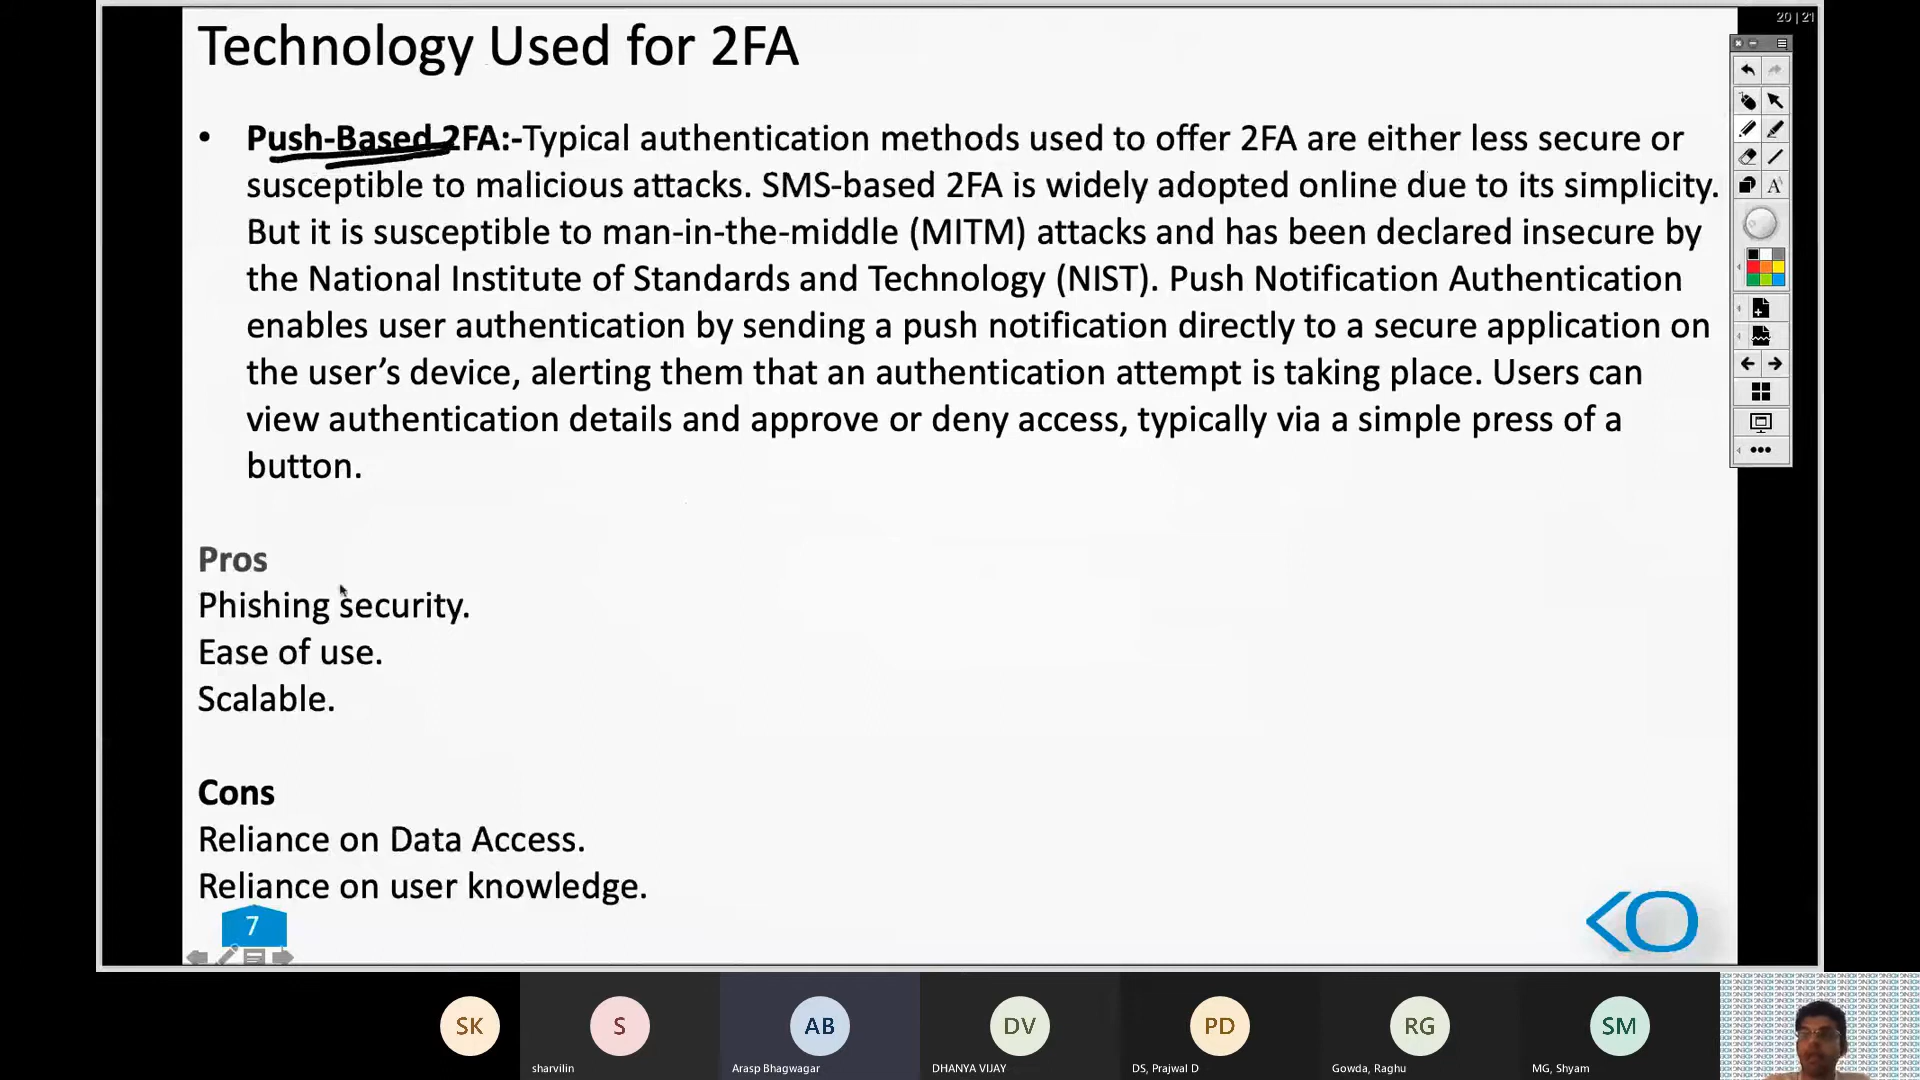 20 | 21
Technology Used for 2FA
• Push-Based 2FA:-Typical authentication methods used to offer 2FA are either less secure or
susceptible to malicious attacks. SMS-based 2FA is widely adopted online due to its simplicity.
But it is susceptible to man-in-the-middle (MITM) attacks and has been declared insecure by
the National Institute of Standards and Technology (NIST). Push Notification Authentication
enables user authentication by sending a push notification directly to a secure application on
the user’s device, alerting them that an authentication attempt is taking place. Users can
view authentication details and approve or deny access, typically via a simple press of a
button.
Pros
Phishing security.
Ease of use.
Scalable.
Cons
Reliance on Data Access.
Reliance on user knowledge.
7
SK
S
AB
DV
PD
RG
SM
sharvilin
Arasp Bhagwagar
DHANYA VIJAY
DS, Prajwal D
Gowda, Raghu
MG, Shyam